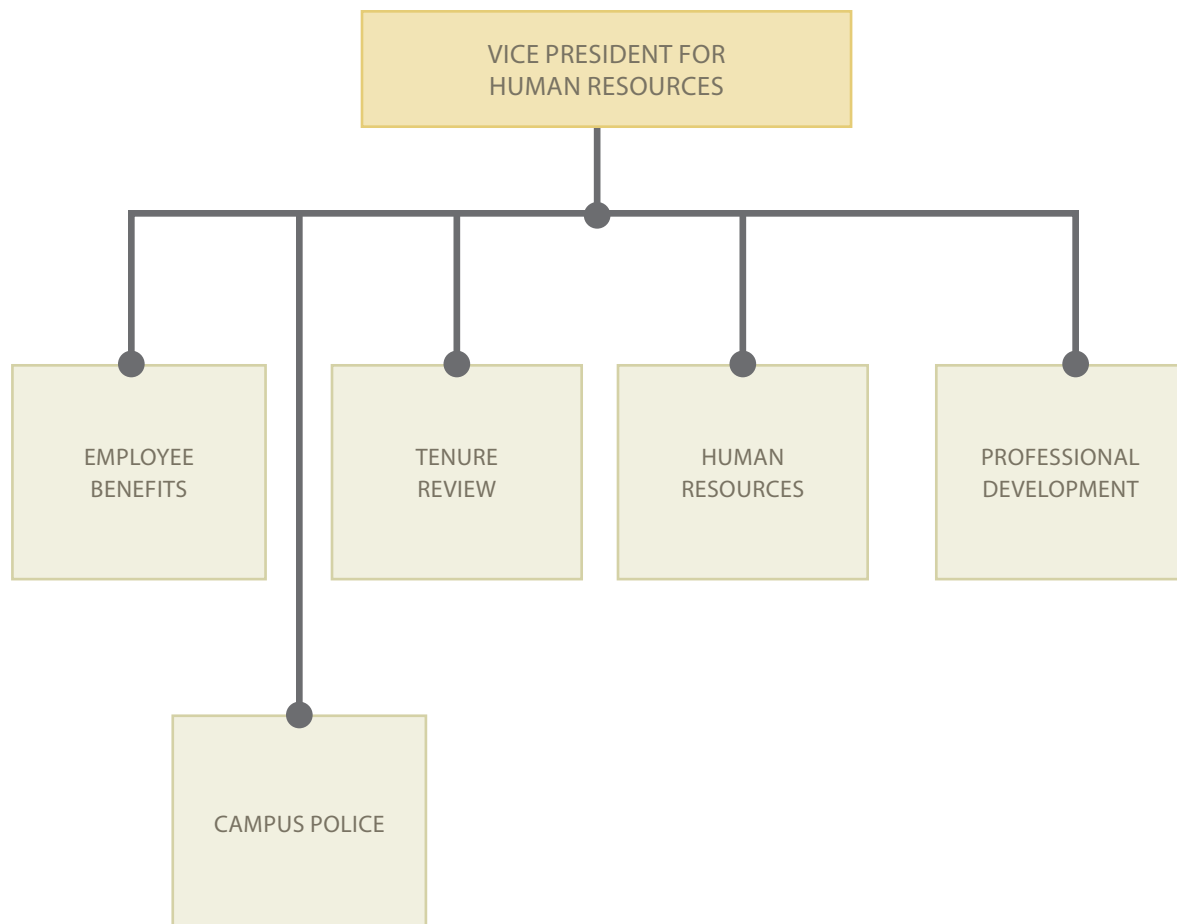 VICE PRESIDENT FOR
HUMAN RESOURCES
EMPLOYEE
BENEFITS
TENURE
REVIEW
HUMAN
RESOURCES
PROFESSIONAL
DEVELOPMENT
CAMPUS POLICE